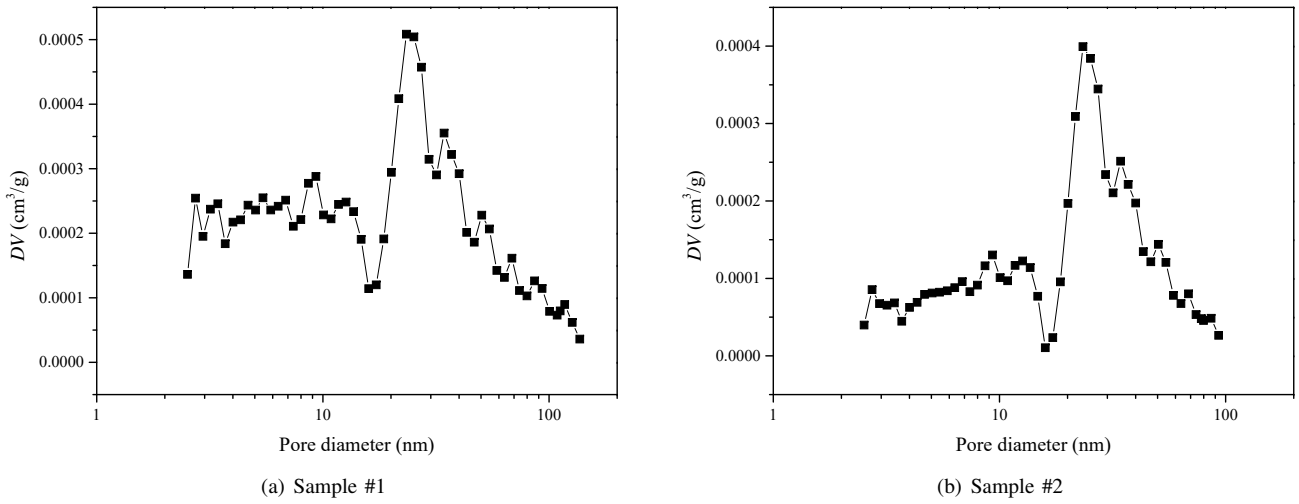 0.0005
0.0004
0.0003
0.0002
0.0001
0.0000
DV (cm³/g)
1
10
100
Pore diameter (nm)
(a) Sample #1
0.0004
0.0003
0.0002
0.0001
0.0000
DV (cm³/g)
1
10
100
Pore diameter (nm)
(b) Sample #2